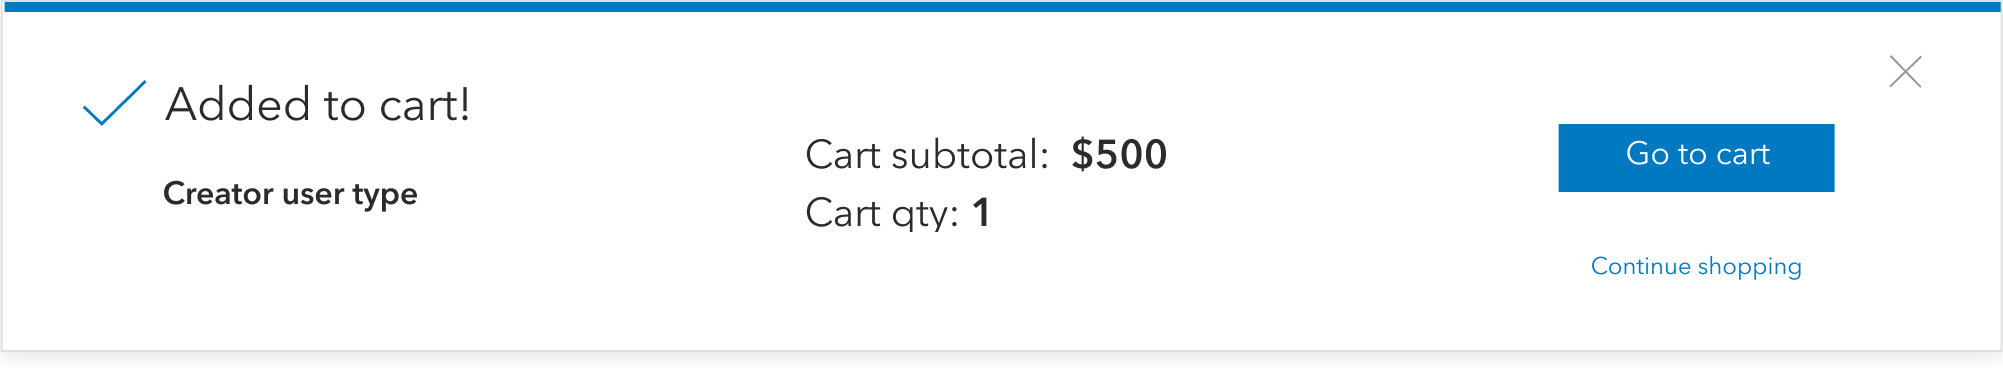 Added to cart!
Creator user type
Cart subtotal: $500
Cart qty: 1
Go to cart
Continue shopping